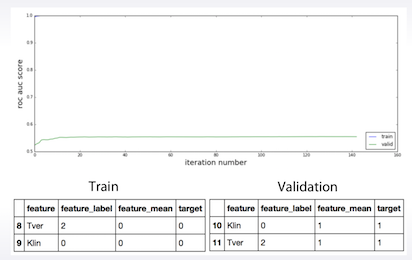 roc auc score
1.0
0.9
0.8
0.7
0.6
0.5
0 20 40 60 80 100 120 140 160
iteration number
train
valid
Train
feature feature_label feature_mean target
8 Tver 2 0 0
9 Klin 0 0 0
Validation
feature feature_label feature_mean target
10 Klin 0 1 1
11 Tver 2 1 1